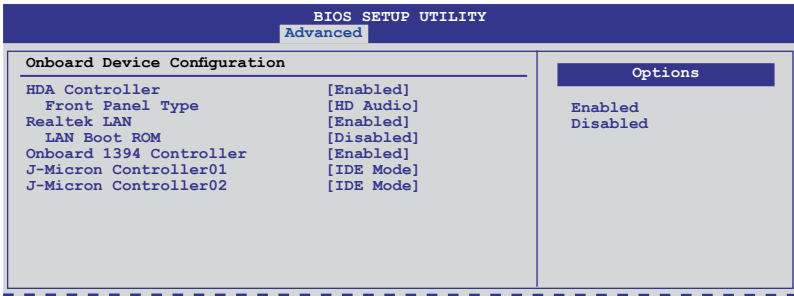 BIOS SETUP UTILITY
Advanced
Onboard Device Configuration
HDA Controller [Enabled]
Front Panel Type [HD Audio]
Realtek LAN [Enabled]
LAN Boot ROM [Disabled]
Onboard 1394 Controller [Enabled]
J-Micron Controller01 [IDE Mode]
J-Micron Controller02 [IDE Mode]
Options
Enabled
Disabled